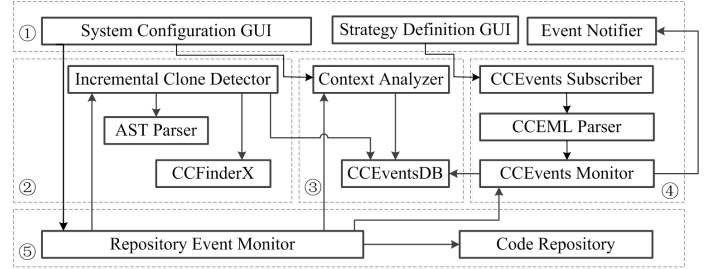 ① System Configuration GUI Strategy Definition GUI Event Notifier
Incremental Clone Detector Context Analyzer CCEvents Subscriber
AST Parser CCEML Parser
② CCFinderX ③ CCEventsDB CCEvents Monitor ④
⑤ Repository Event Monitor Code Repository